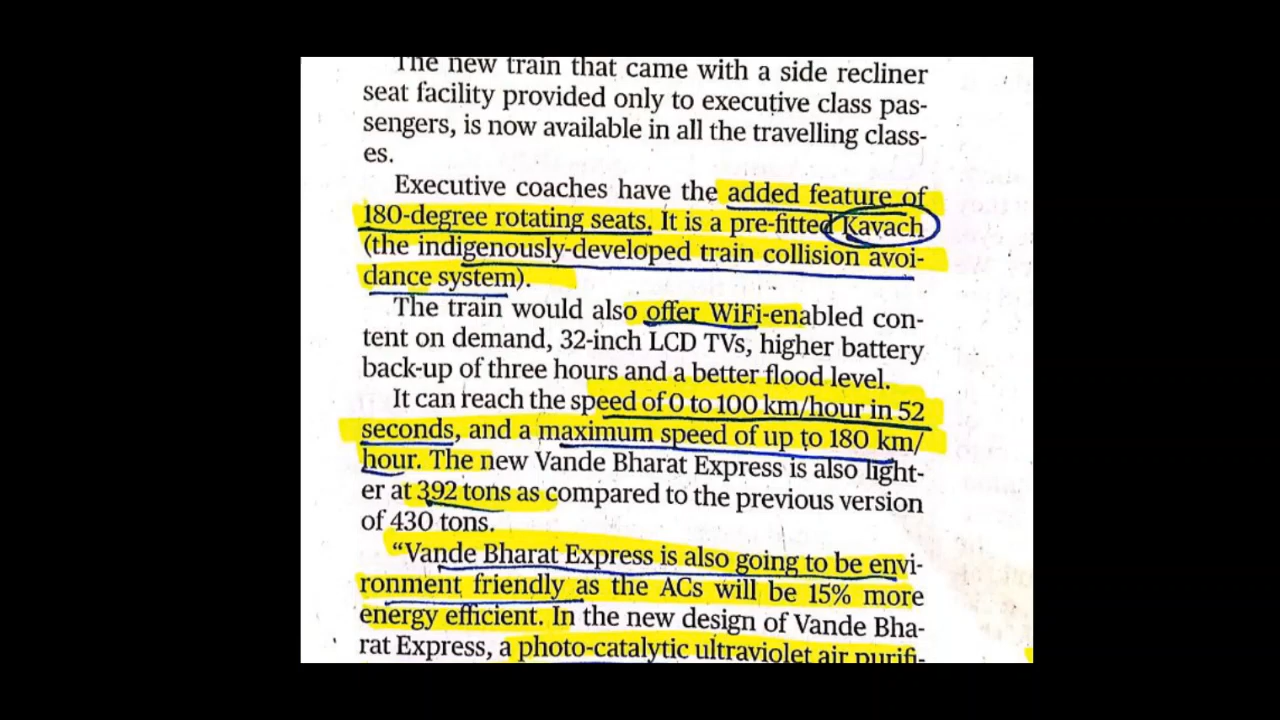 The new train that came with a side recliner
seat facility provided only to executive class pas-
sengers, is now available in all the travelling class-
es.
Executive coaches have the added feature of
180-degree rotating seats. It is a pre-fitted Kavach
(the indigenously-developed train collision avoi-
dance system).
The train would also offer WiFi-enabled con-
tent on demand, 32-inch LCD TVs, higher battery
back-up of three hours and a better flood level.
It can reach the speed of 0 to 100 km/hour in 52
seconds, and a maximum speed of up to 180 km/
hour. The new Vande Bharat Express is also light-
er at 392 tons as compared to the previous version
of 430 tons.
“Vande Bharat Express is also going to be envi-
ronment friendly as the ACs will be 15% more
energy efficient. In the new design of Vande Bha-
rat Express, a photo-catalytic ultraviolet air purifi-